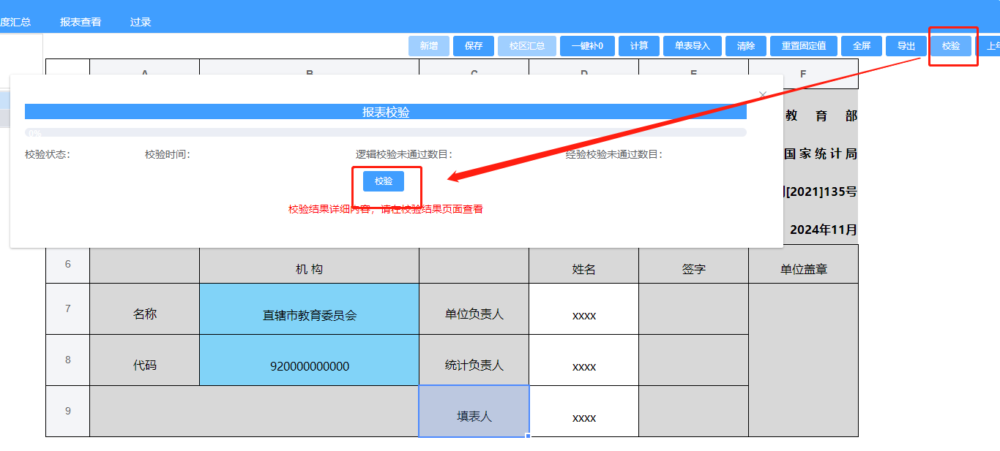 度汇总 报表查看 过录
新增 保存 校区汇总 一键补0 计算 单表导入 清除 重置固定值 全屏 导出 校验 上年
A B C D E F
×
报表校验
教 育 部
0%
校验状态: 校验时间: 逻辑校验未通过数目: 经验校验未通过数目:
国家统计局
校验
[2021]135号
校验结果详细内容，请在校验结果页面查看
2024年11月
6 机 构 姓名 签字 单位盖章
7 名称 直辖市教育委员会 单位负责人 xxxx
8 代码 920000000000 统计负责人 xxxx
9 填表人 xxxx